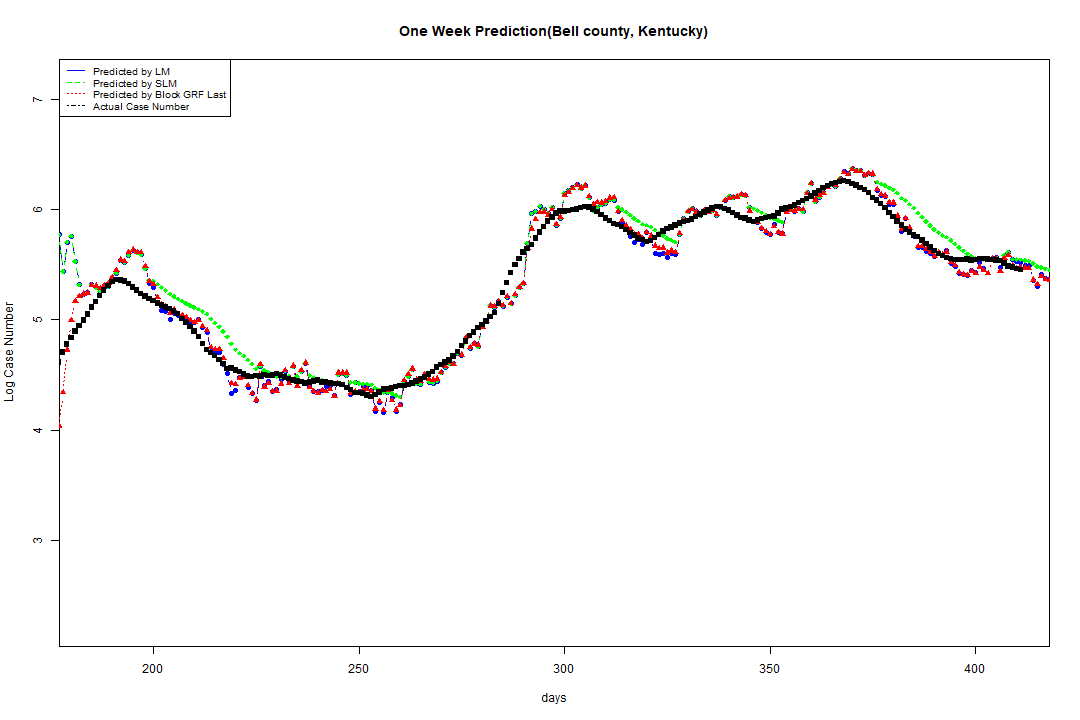 One Week Prediction(Bell county, Kentucky)
Predicted by LM
Predicted by SLM
Predicted by Block GRF Last
Actual Case Number
7
6
5
4
3
Log Case Number
200 250 300 350 400
days